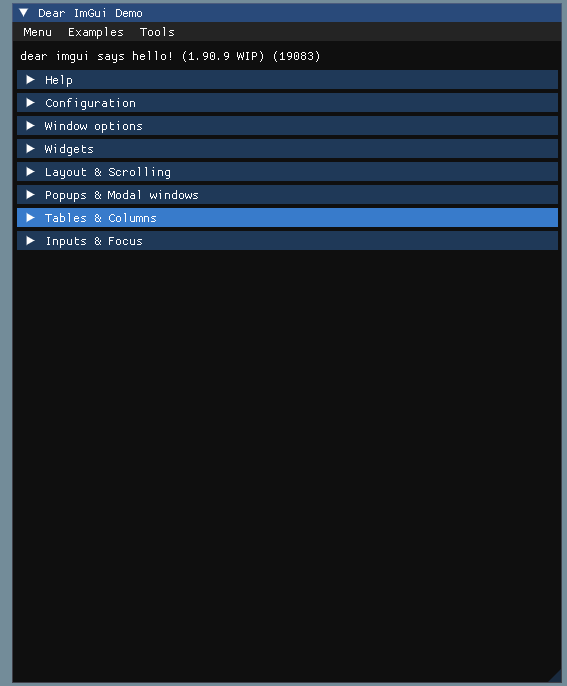 Dear ImGui Demo
Menu Examples Tools
dear imgui says hello! (1.90.9 WIP) (19083)
Help
Configuration
Window options
Widgets
Layout & Scrolling
Popups & Modal windows
Tables & Columns
Inputs & Focus